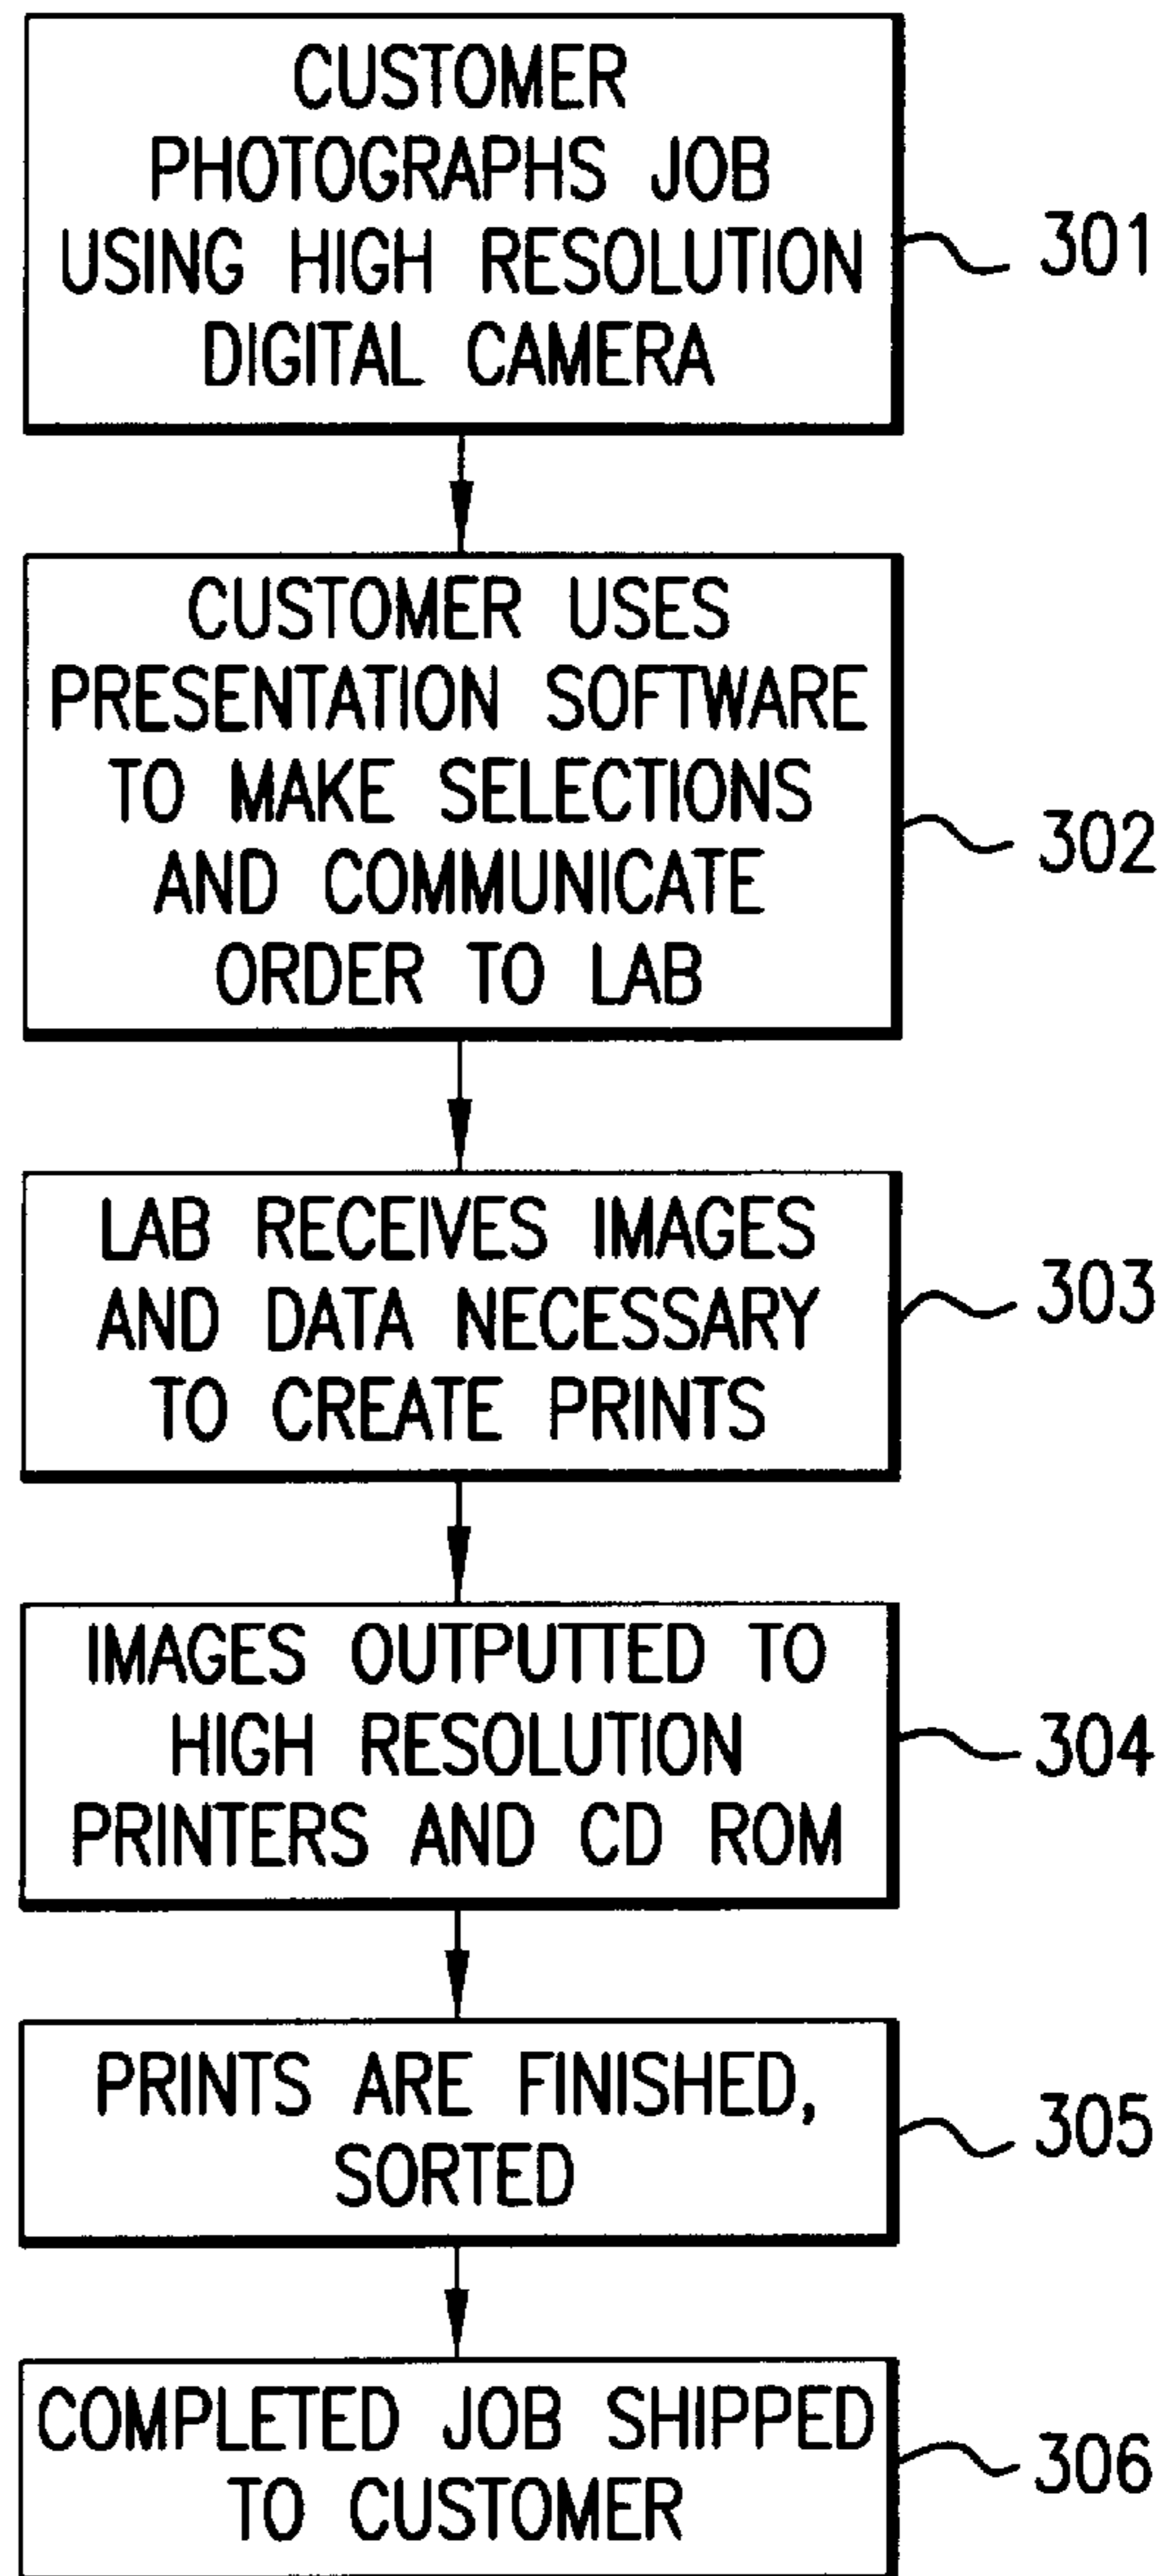 CUSTOMER
PHOTOGRAPHS JOB
USING HIGH RESOLUTION
DIGITAL CAMERA
301
CUSTOMER USES
PRESENTATION SOFTWARE
TO MAKE SELECTIONS
AND COMMUNICATE
ORDER TO LAB
302
LAB RECEIVES IMAGES
AND DATA NECESSARY
TO CREATE PRINTS
303
IMAGES OUTPUTTED TO
HIGH RESOLUTION
PRINTERS AND CD ROM
304
PRINTS ARE FINISHED,
SORTED
305
COMPLETED JOB SHIPPED
TO CUSTOMER
306